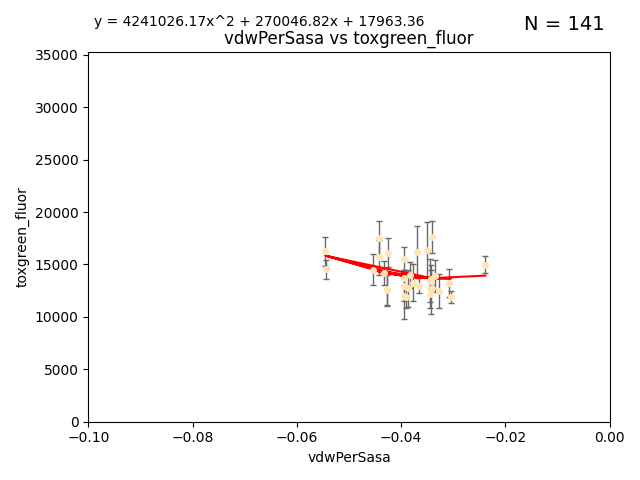 y = 4241026.17x^2 + 270046.82x + 17963.36
N = 141
vdwPerSasa vs toxgreen_fluor
35000
30000
25000
20000
15000
10000
5000
0
toxgreen_fluor
−0.10
−0.08
−0.06
−0.04
−0.02
0.00
vdwPerSasa